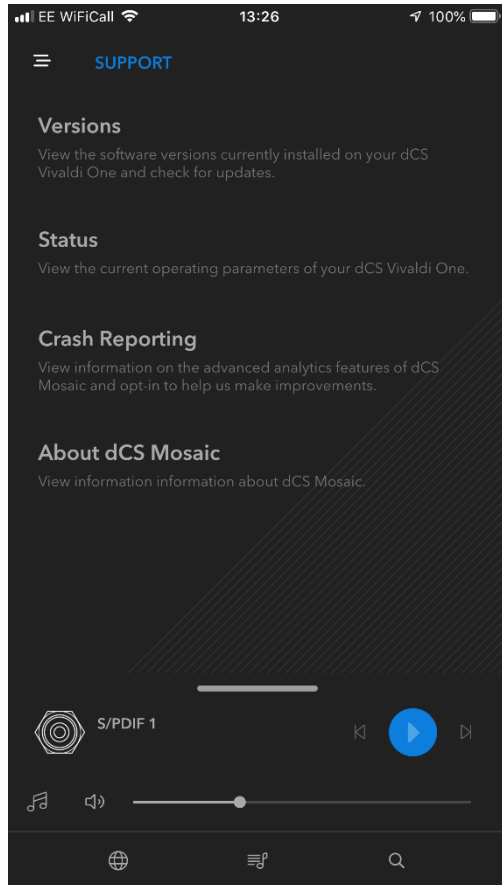 EE WiFiCall 13:26 100%
SUPPORT
Versions
View the software versions currently installed on your dCS
Vivaldi One and check for updates.
Status
View the current operating parameters of your dCS Vivaldi One.
Crash Reporting
View information on the advanced analytics features of dCS
Mosaic and opt-in to help us make improvements.
About dCS Mosaic
View information information about dCS Mosaic.
S/PDIF 1